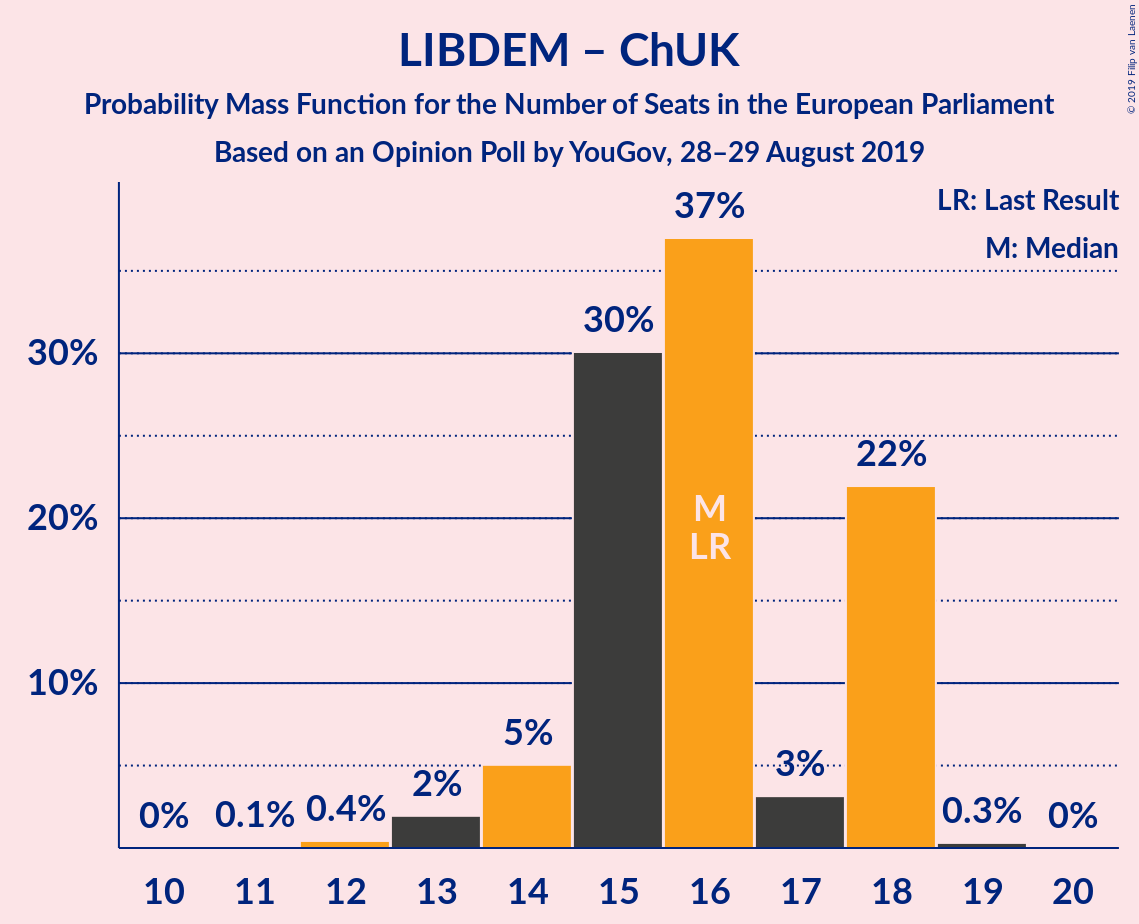 LIBDEM – ChUK
Probability Mass Function for the Number of Seats in the European Parliament
Based on an Opinion Poll by YouGov, 28–29 August 2019
© 2019 Filip van Laenen
LR: Last Result
M: Median
37%
30%
22%
5%
3%
2%
0%
0.1%
0.4%
0.3%
0%
M
LR
30%
20%
10%
10 11 12 13 14 15 16 17 18 19 20